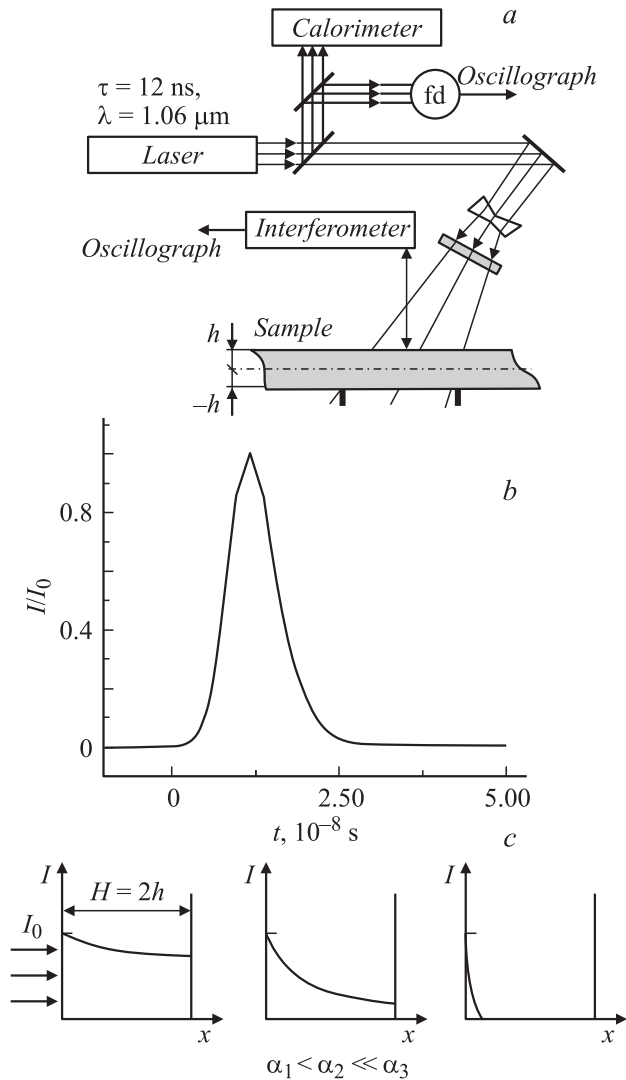 a
Calorimeter
τ = 12 ns,
λ = 1.06 μm
fd
Oscillograph
Laser
Interferometer
Oscillograph
Sample
h
–h
b
I/I₀
0.8
0.4
0
0
2.50
5.00
t, 10⁻⁸ s
c
I
H = 2h
I₀
x
I
x
I
x
α₁ < α₂ ≪ α₃